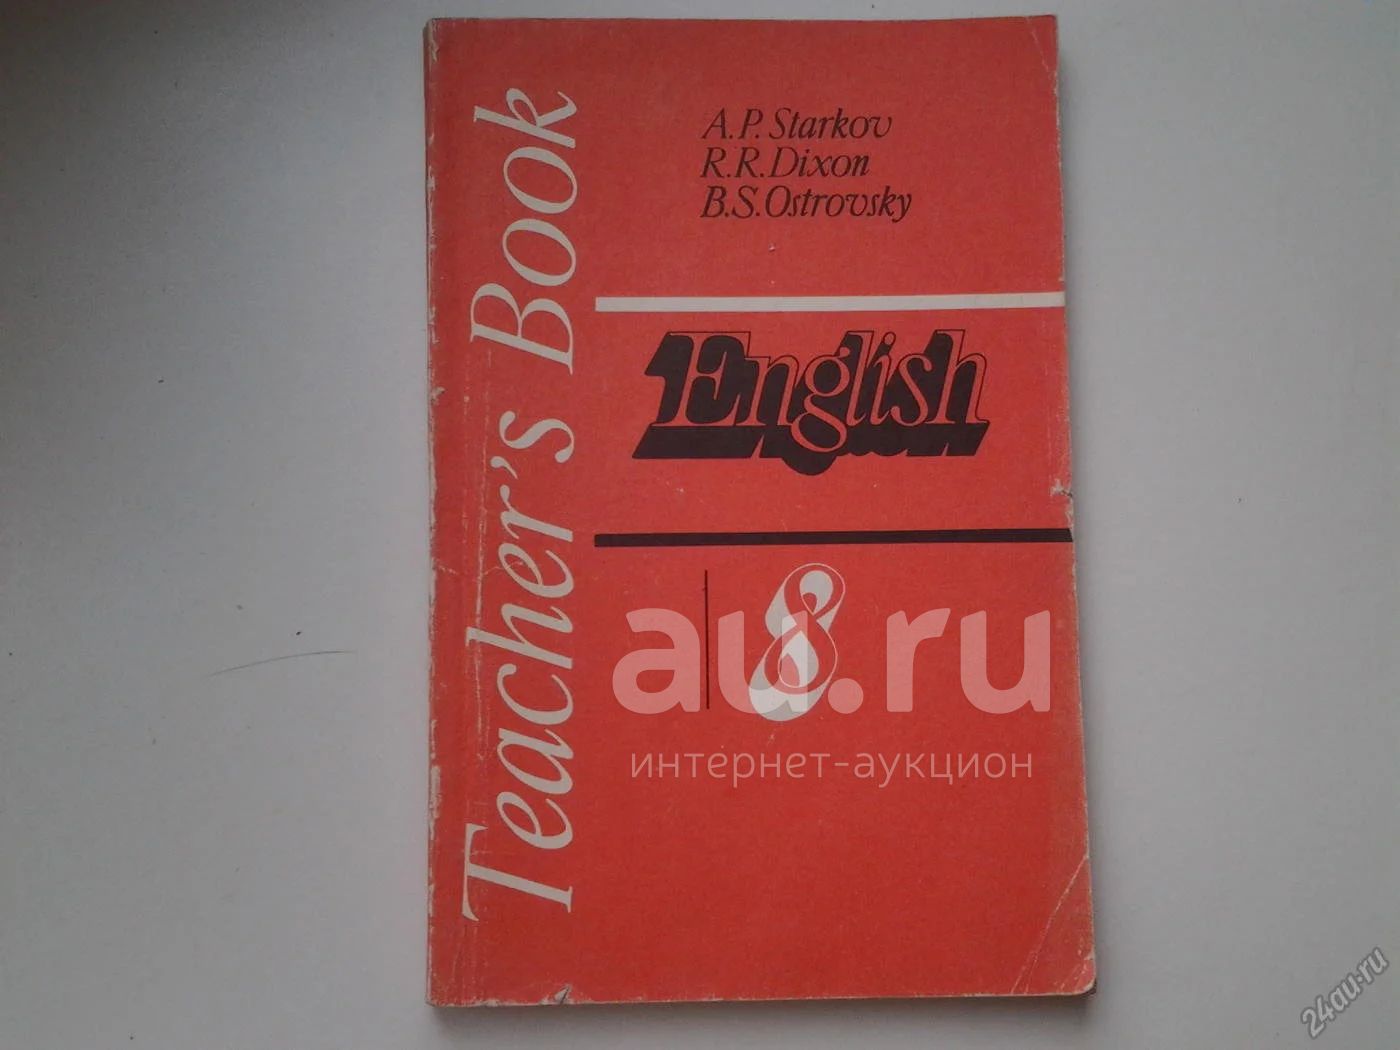 A.P. Starkov
R.R. Dixon
B.S. Ostrovsky
Teacher's Book
English
8
au.ru
интернет-аукцион
24au.ru